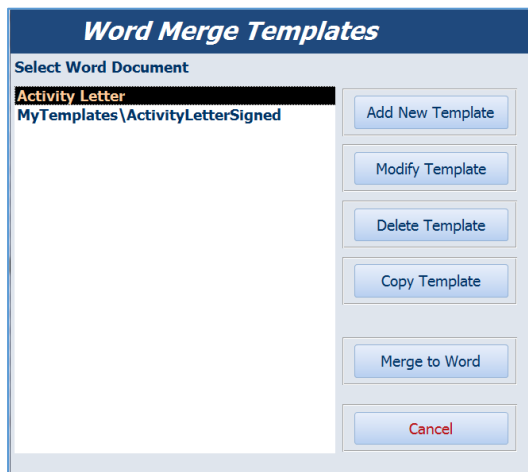 Word Merge Templates
Select Word Document
Activity Letter
MyTemplates\ActivityLetterSigned
Add New Template
Modify Template
Delete Template
Copy Template
Merge to Word
Cancel